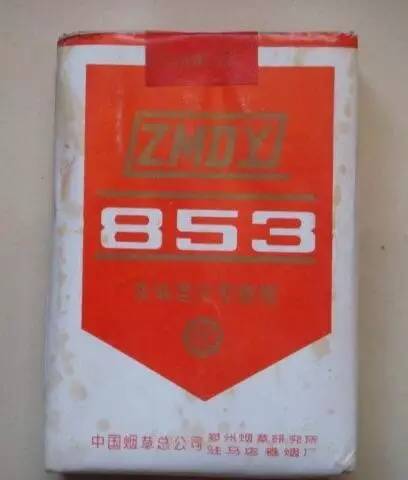 ZMDY
853
中国烟草总公司
郑州烟草研究所
驻马店卷烟厂